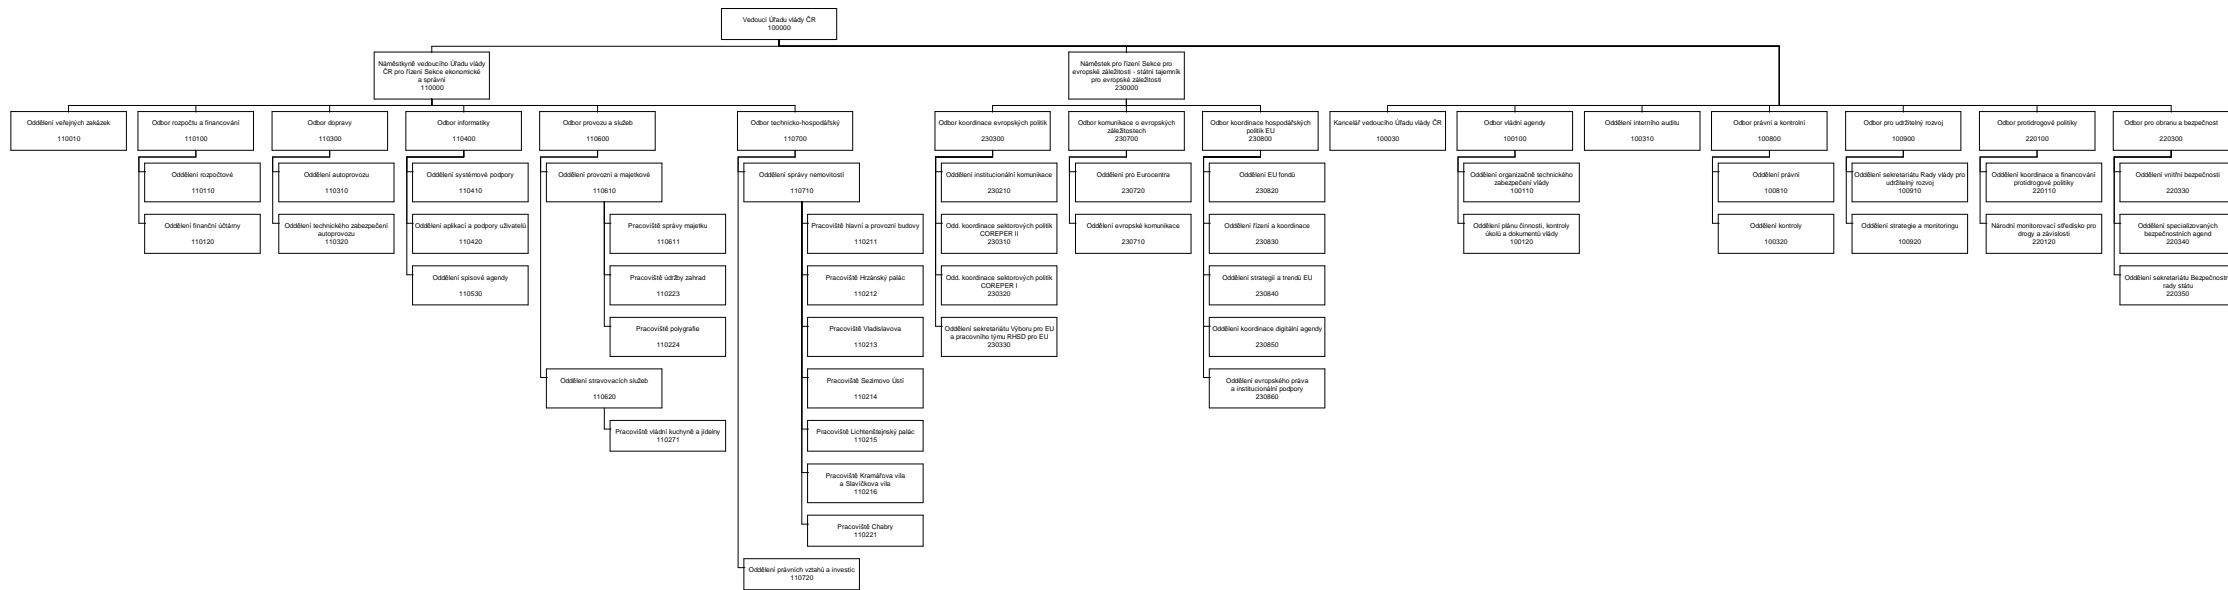 Vedoucí Úřadu vlády ČR
100000
Náměstkyně vedoucího Úřadu vlády
ČR pro řízení Sekce ekonomické
a správní
110000
Náměstek pro řízení Sekce pro
evropské záležitosti - státní tajemník
pro evropské záležitosti
230000
Oddělení veřejných zakázek
110010
Odbor rozpočtu a financování
110100
Odbor dopravy
110300
Odbor informatiky
110400
Odbor provozu a služeb
110600
Odbor technicko-hospodářský
110700
Odbor koordinace evropských politik
230300
Odbor komunikace o evropských
záležitostech
230700
Odbor koordinace hospodářských
politik EU
230800
Kancelář vedoucího Úřadu vlády ČR
100030
Odbor vládní agendy
100100
Oddělení interního auditu
100310
Odbor právní a kontrolní
100800
Odbor pro udržitelný rozvoj
100900
Odbor protidrogové politiky
220100
Odbor pro obranu a bezpečnost
220300
Oddělení rozpočtové
110110
Oddělení autoprovozu
110310
Oddělení systémové podpory
110410
Oddělení provozní a majetkové
110610
Oddělení správy nemovitostí
110710
Oddělení institucionální komunikace
230210
Oddělení pro Eurocentra
230720
Oddělení EU fondů
230820
Oddělení organizačně technického
zabezpečení vlády
100110
Oddělení právní
100810
Oddělení sekretariátu Rady vlády pro
udržitelný rozvoj
100910
Oddělení koordinace a financování
protidrogové politiky
220110
Oddělení vnitřní bezpečnosti
220330
Oddělení finanční účtárny
110120
Oddělení technického zabezpečení
autoprovozu
110320
Oddělení aplikací a podpory uživatelů
110420
Pracoviště správy majetku
110611
Pracoviště hlavní a provozní budovy
110211
Odd. koordinace sektorových politik
COREPER II
230310
Oddělení evropské komunikace
230710
Oddělení řízení a koordinace
230830
Oddělení plánu činnosti, kontroly
úkolů a dokumentů vlády
100120
Oddělení kontroly
100320
Oddělení strategie a monitoringu
100920
Národní monitorovací středisko pro
drogy a závislosti
220120
Oddělení specializovaných
bezpečnostních agend
220340
Oddělení spisové agendy
110530
Pracoviště údržby zahrad
110223
Pracoviště Hrzánský palác
110212
Odd. koordinace sektorových politik
COREPER I
230320
Oddělení strategií a trendů EU
230840
Oddělení sekretariátu Bezpečnostní
rady státu
220350
Pracoviště polygrafie
110224
Pracoviště Vladislavova
110213
Oddělení sekretariátu Výboru pro EU
a pracovního týmu RHSD pro EU
230330
Oddělení koordinace digitální agendy
230850
Oddělení stravovacích služeb
110620
Pracoviště Sezimovo Ústí
110214
Oddělení evropského práva
a institucionální podpory
230860
Pracoviště vládní kuchyně a jídelny
110271
Pracoviště Lichtenštejnský palác
110215
Pracoviště Kramářova vila
a Slavíčkova vila
110216
Pracoviště Chabry
110221
Oddělení právních vztahů a investic
110720